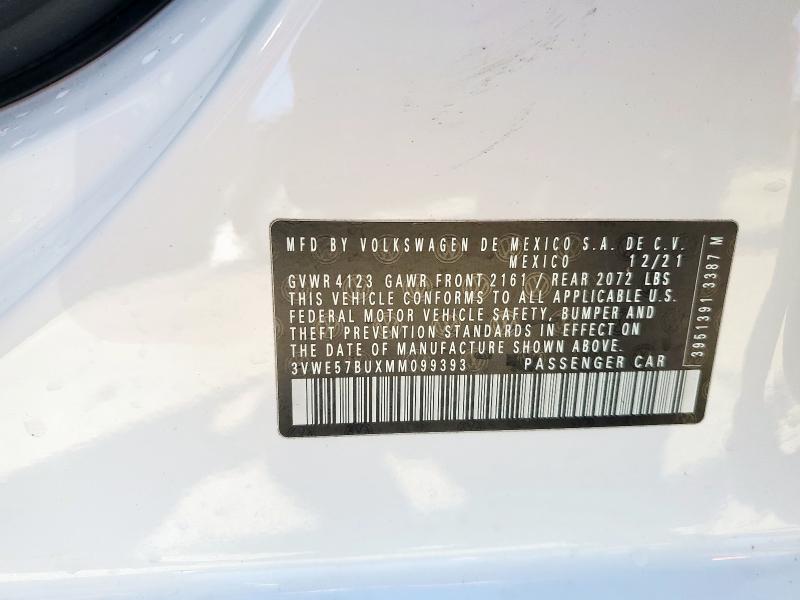 MFD BY VOLKSWAGEN DE MEXICO S.A. DE C.V.
MEXICO 12/21
GVWR 4123 GAWR FRONT 2161 REAR 2072 LBS
THIS VEHICLE CONFORMS TO ALL APPLICABLE U.S.
FEDERAL MOTOR VEHICLE SAFETY, BUMPER AND
THEFT PREVENTION STANDARDS IN EFFECT ON
THE DATE OF MANUFACTURE SHOWN ABOVE.
3VWE57BUXMM099393 PASSENGER CAR
3961391 3387 M